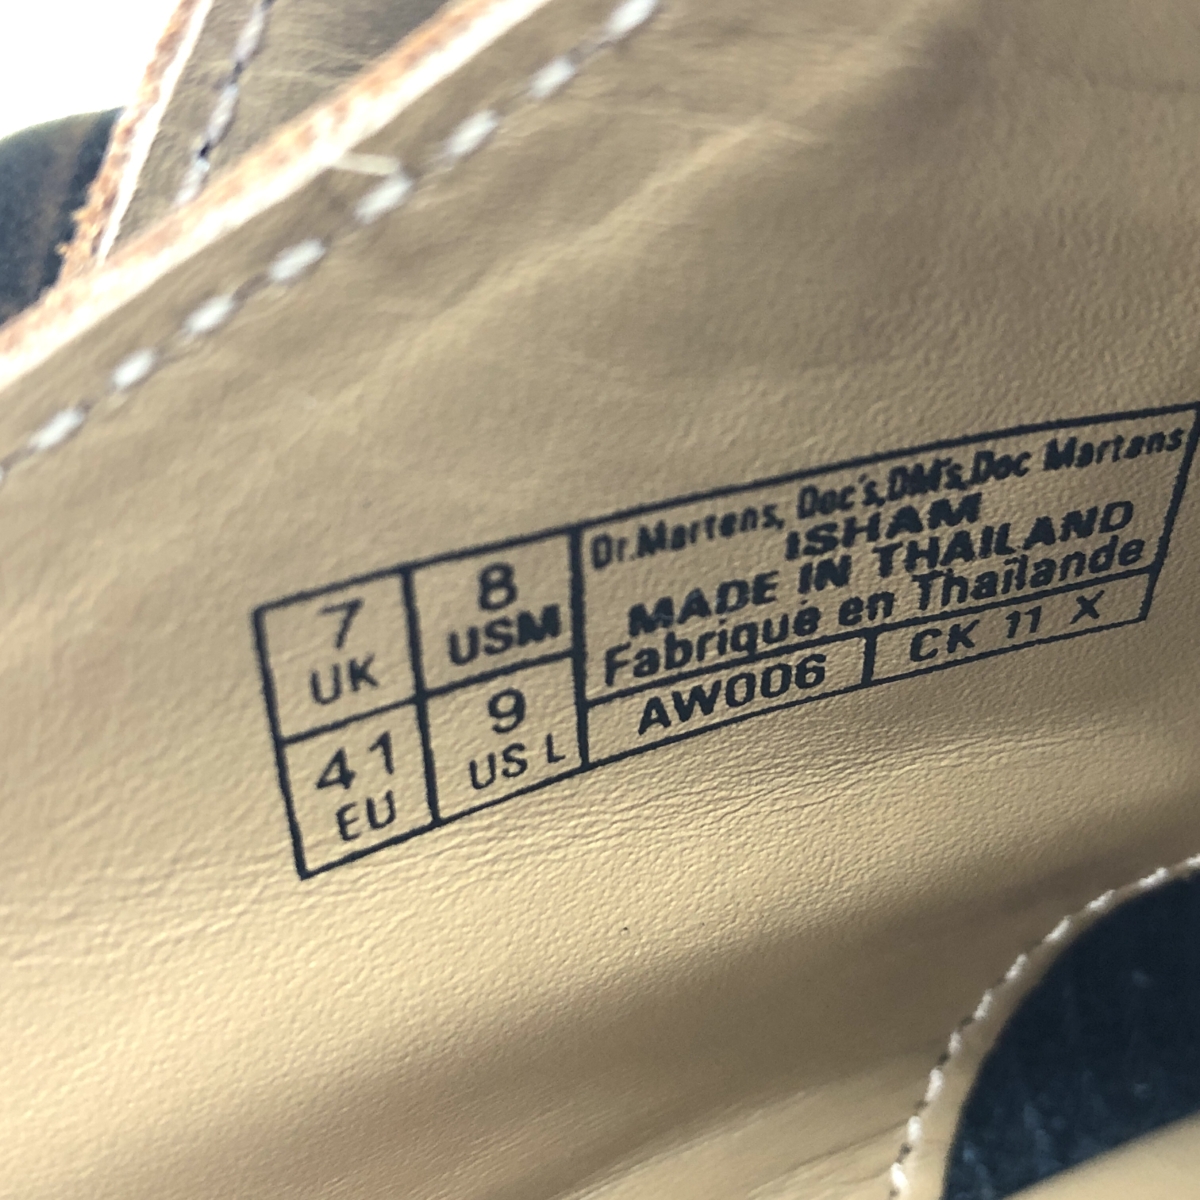 7
UK
8
USM
41
EU
9
US L
Dr.Martens, Doc's,DM's,Doc Martens
ISHAM
MADE IN THAILAND
Fabriqué en Thaïlande
AW006
CK 11 X